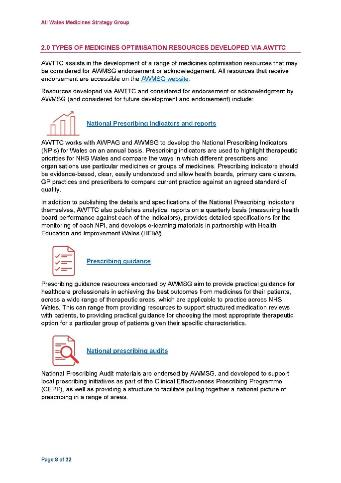 All Wales Medicines Strategy Group
2.0 TYPES OF MEDICINES OPTIMISATION RESOURCES DEVELOPED VIA AWTTC
AWTTC assists in the development of a range of medicines optimisation resources that may
be considered for AWMSG endorsement or acknowledgement. All resources that receive
endorsement are accessible on the AWMSG website.
Resources developed via AWTTC and considered for endorsement or acknowledgment by
AWMSG (and considered for future development and endorsement) include:
National Prescribing Indicators and reports
AWTTC works with AWPAG and AWMSG to develop the National Prescribing Indicators
(NPIs) for Wales on an annual basis. Prescribing indicators are used to highlight therapeutic
priorities for NHS Wales and compare the ways in which different prescribers and
organisations use particular medicines or groups of medicines. Prescribing indicators should
be evidence-based, clear, easily understood and allow health boards, primary care clusters,
GP practices and prescribers to compare current practice against an agreed standard of
quality.
In addition to publishing the details and specifications of the National Prescribing Indicators
themselves, AWTTC also publishes analytical reports on a quarterly basis (measuring health
board performance against each of the indicators), provides detailed specifications for the
monitoring of each NPI, and develops e-learning materials in partnership with Health
Education and Improvement Wales (HEIW).
Prescribing guidance
Prescribing guidance resources endorsed by AWMSG aim to provide practical guidance for
healthcare professionals in achieving the best outcomes from medicines for their patients,
across a wide range of therapeutic areas, which are applicable to practice across NHS
Wales. This can range from providing resources to support structured medication reviews
with patients, to providing practical guidance for choosing the most appropriate therapeutic
option for a particular group of patients given their specific characteristics.
National prescribing audits
National Prescribing Audit materials are endorsed by AWMSG, and developed to support
local prescribing initiatives as part of the Clinical Effectiveness Prescribing Programme
(CEPP), as well as providing a structure to facilitate pulling together a national picture of
prescribing in a range of areas.
Page 8 of 22